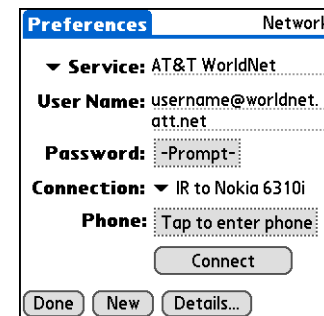 Preferences Network
Service: AT&T WorldNet
User Name: username@worldnet.
att.net
Password: -Prompt-
Connection: IR to Nokia 6310i
Phone: Tap to enter phone
Connect
Done New Details...